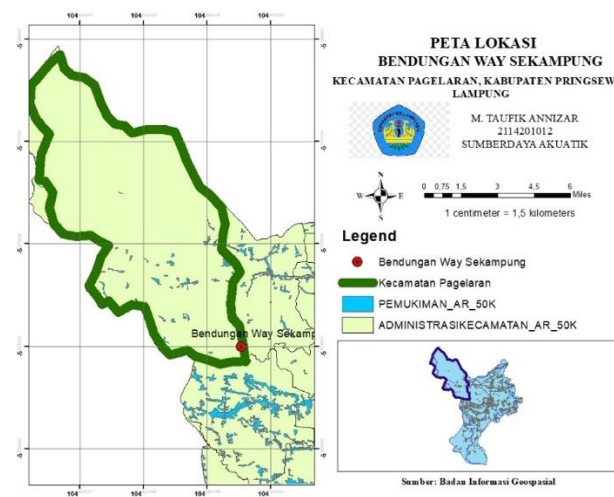 104 104 104 104
PETA LOKASI
BENDUNGAN WAY SEKAMPUNG
KECAMATAN PAGELARAN, KABUPATEN PRINGSEW
LAMPUNG
M. TAUFIK ANNIZAR
2114201012
SUMBERDAYA AKUATIK
N
W E
S
0 0,75 1,5 3 4,5 6
Miles
1 centimeter = 1,5 kilometers
Legend
Bendungan Way Sekampung
Kecamatan Pagelaran
PEMUKIMAN_AR_50K
ADMINISTRASIKECAMATAN_AR_50K
Bendungan Way Sekamp
104 104 104 104
Sumber: Badan Informasi Geospasial